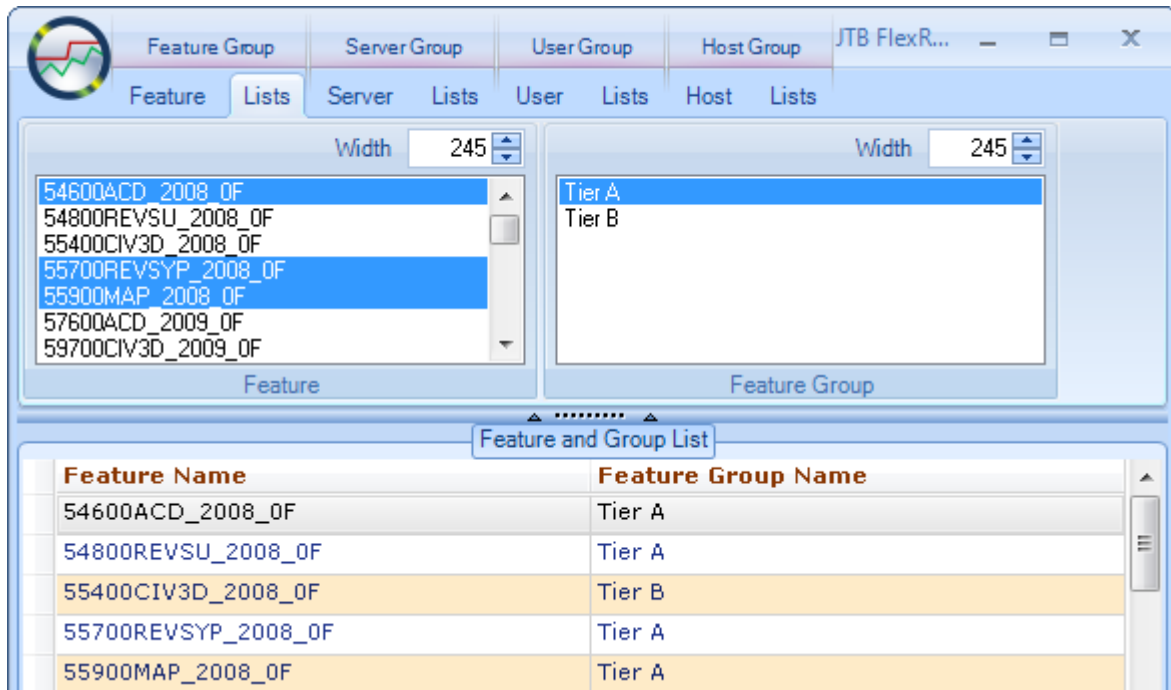 Feature Group Server Group User Group Host Group JTB FlexR...
Feature Lists Server Lists User Lists Host Lists
Width 245
54600ACD_2008_0F
54800REVSU_2008_0F
55400CIV3D_2008_0F
55700REVSYP_2008_0F
55900MAP_2008_0F
57600ACD_2009_0F
59700CIV3D_2009_0F
Feature
Width 245
Tier A
Tier B
Feature Group
Feature and Group List
Feature Name Feature Group Name
54600ACD_2008_0F Tier A
54800REVSU_2008_0F Tier A
55400CIV3D_2008_0F Tier B
55700REVSYP_2008_0F Tier A
55900MAP_2008_0F Tier A